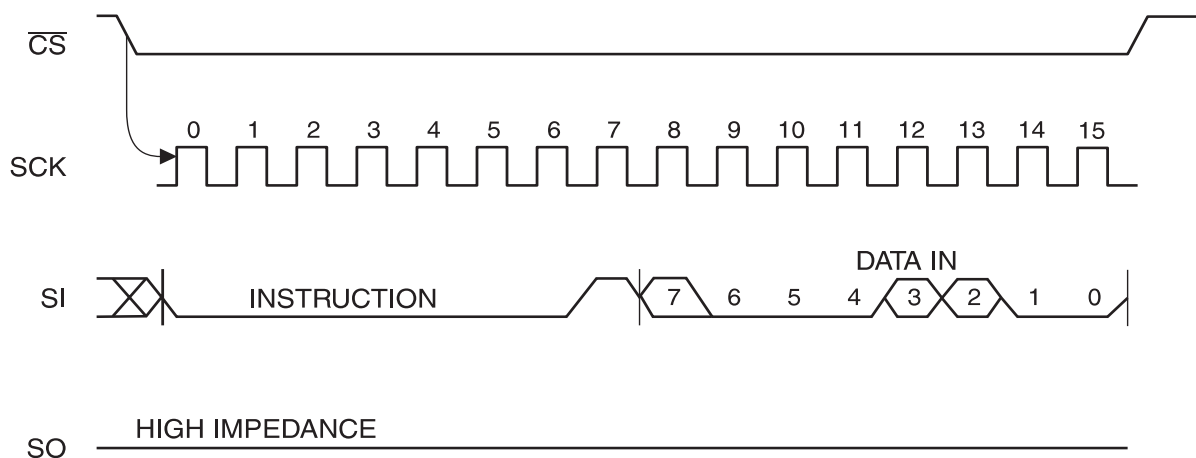 C̅S̅
0 1 2 3 4 5 6 7 8 9 10 11 12 13 14 15
SCK
DATA IN
SI INSTRUCTION 7 6 5 4 3 2 1 0
HIGH IMPEDANCE
SO